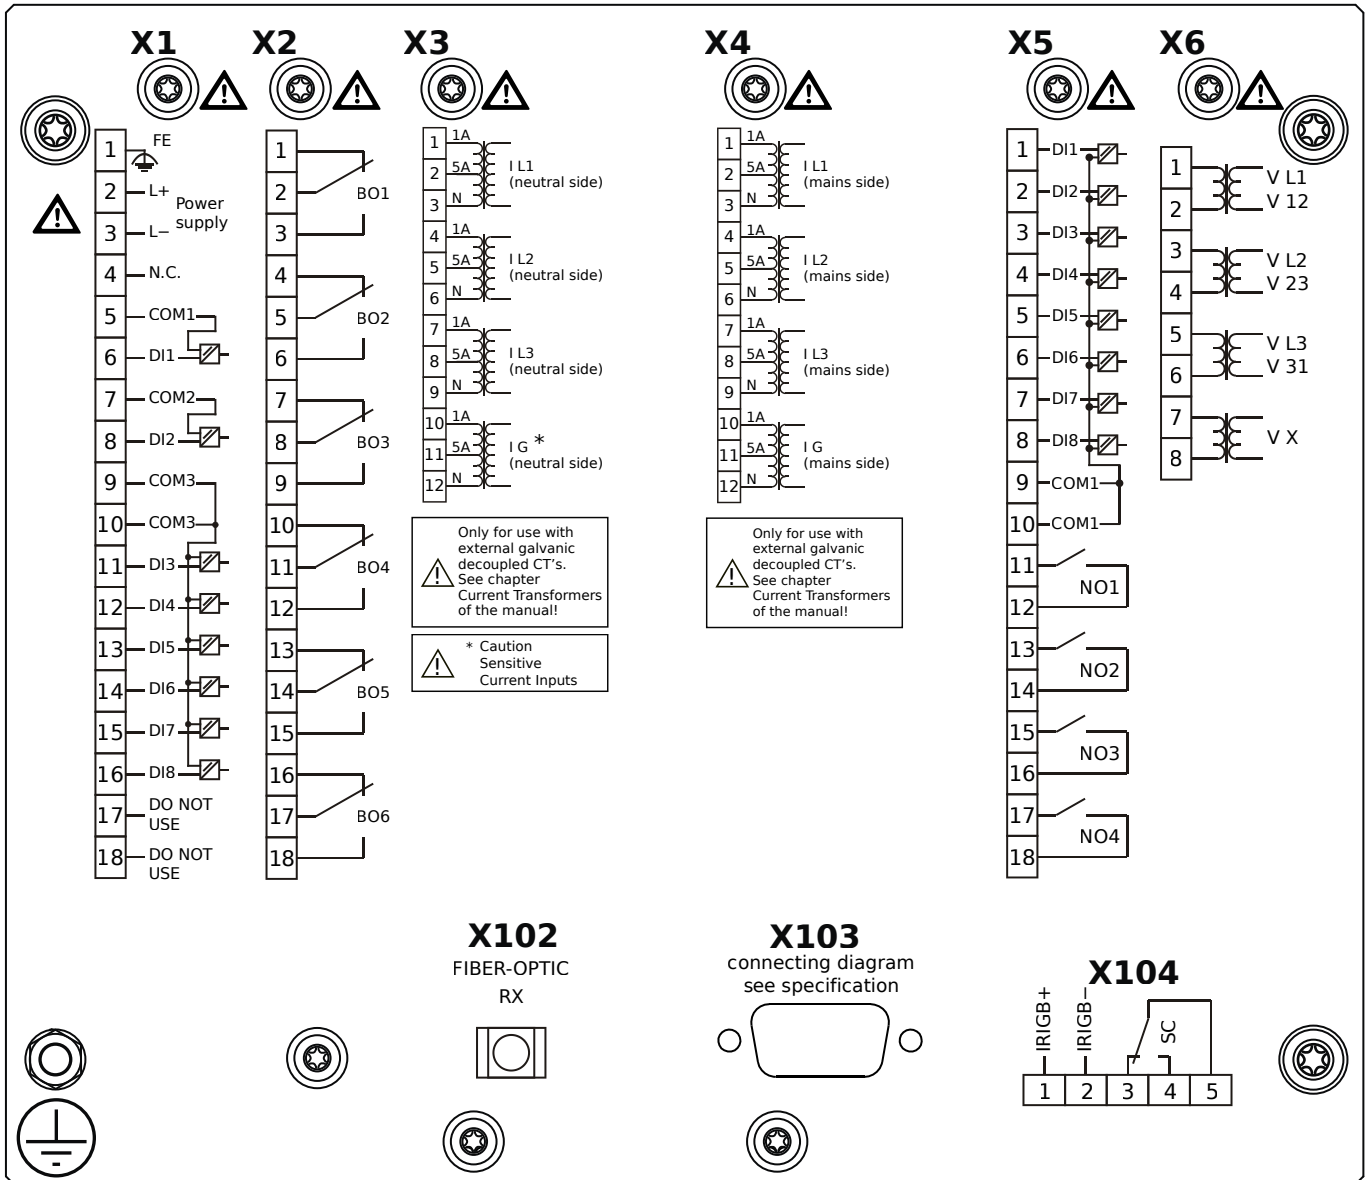 X1
X2
X3
X4
X5
X6
1
FE
2
L+
Power
supply
3
L−
4
N.C.
5
COM1
6
DI1
7
COM2
8
DI2
9
COM3
10
COM3
11
DI3
12
DI4
13
DI5
14
DI6
15
DI7
16
DI8
17
DO NOT
USE
18
DO NOT
USE
1
2
BO1
3
4
5
BO2
6
7
8
BO3
9
10
11
BO4
12
13
14
BO5
15
16
17
BO6
18
1
1A
2
5A
I L1
(neutral side)
3
N
4
1A
5
5A
I L2
(neutral side)
6
N
7
1A
8
5A
I L3
(neutral side)
9
N
10
1A
11
5A
I G *
(neutral side)
12
N
Only for use with
external galvanic
decoupled CT's.
See chapter
Current Transformers
of the manual!
* Caution
Sensitive
Current Inputs
1
1A
2
5A
I L1
(mains side)
3
N
4
1A
5
5A
I L2
(mains side)
6
N
7
1A
8
5A
I L3
(mains side)
9
N
10
1A
11
5A
I G
(mains side)
12
N
Only for use with
external galvanic
decoupled CT's.
See chapter
Current Transformers
of the manual!
1
DI1
2
DI2
3
DI3
4
DI4
5
DI5
6
DI6
7
DI7
8
DI8
9
COM1
10
COM1
11
NO1
12
13
NO2
14
15
NO3
16
17
NO4
18
1
V L1
2
V 12
3
V L2
4
V 23
5
V L3
6
V 31
7
V X
8
X102
FIBER-OPTIC
RX
X103
connecting diagram
see specification
X104
IRIGB+
IRIGB−
SC
1 2 3 4 5